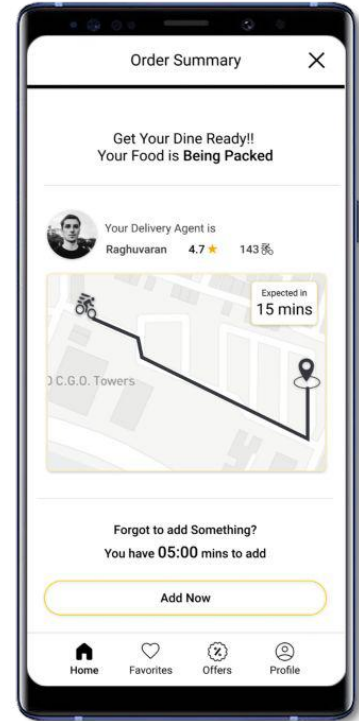 Order Summary
Get Your Dine Ready!!
Your Food is Being Packed
Your Delivery Agent is
Raghuvaran 4.7 143
Expected in
15 mins
C.G.O. Towers
Forgot to add Something?
You have 05:00 mins to add
Add Now
Home Favorites Offers Profile